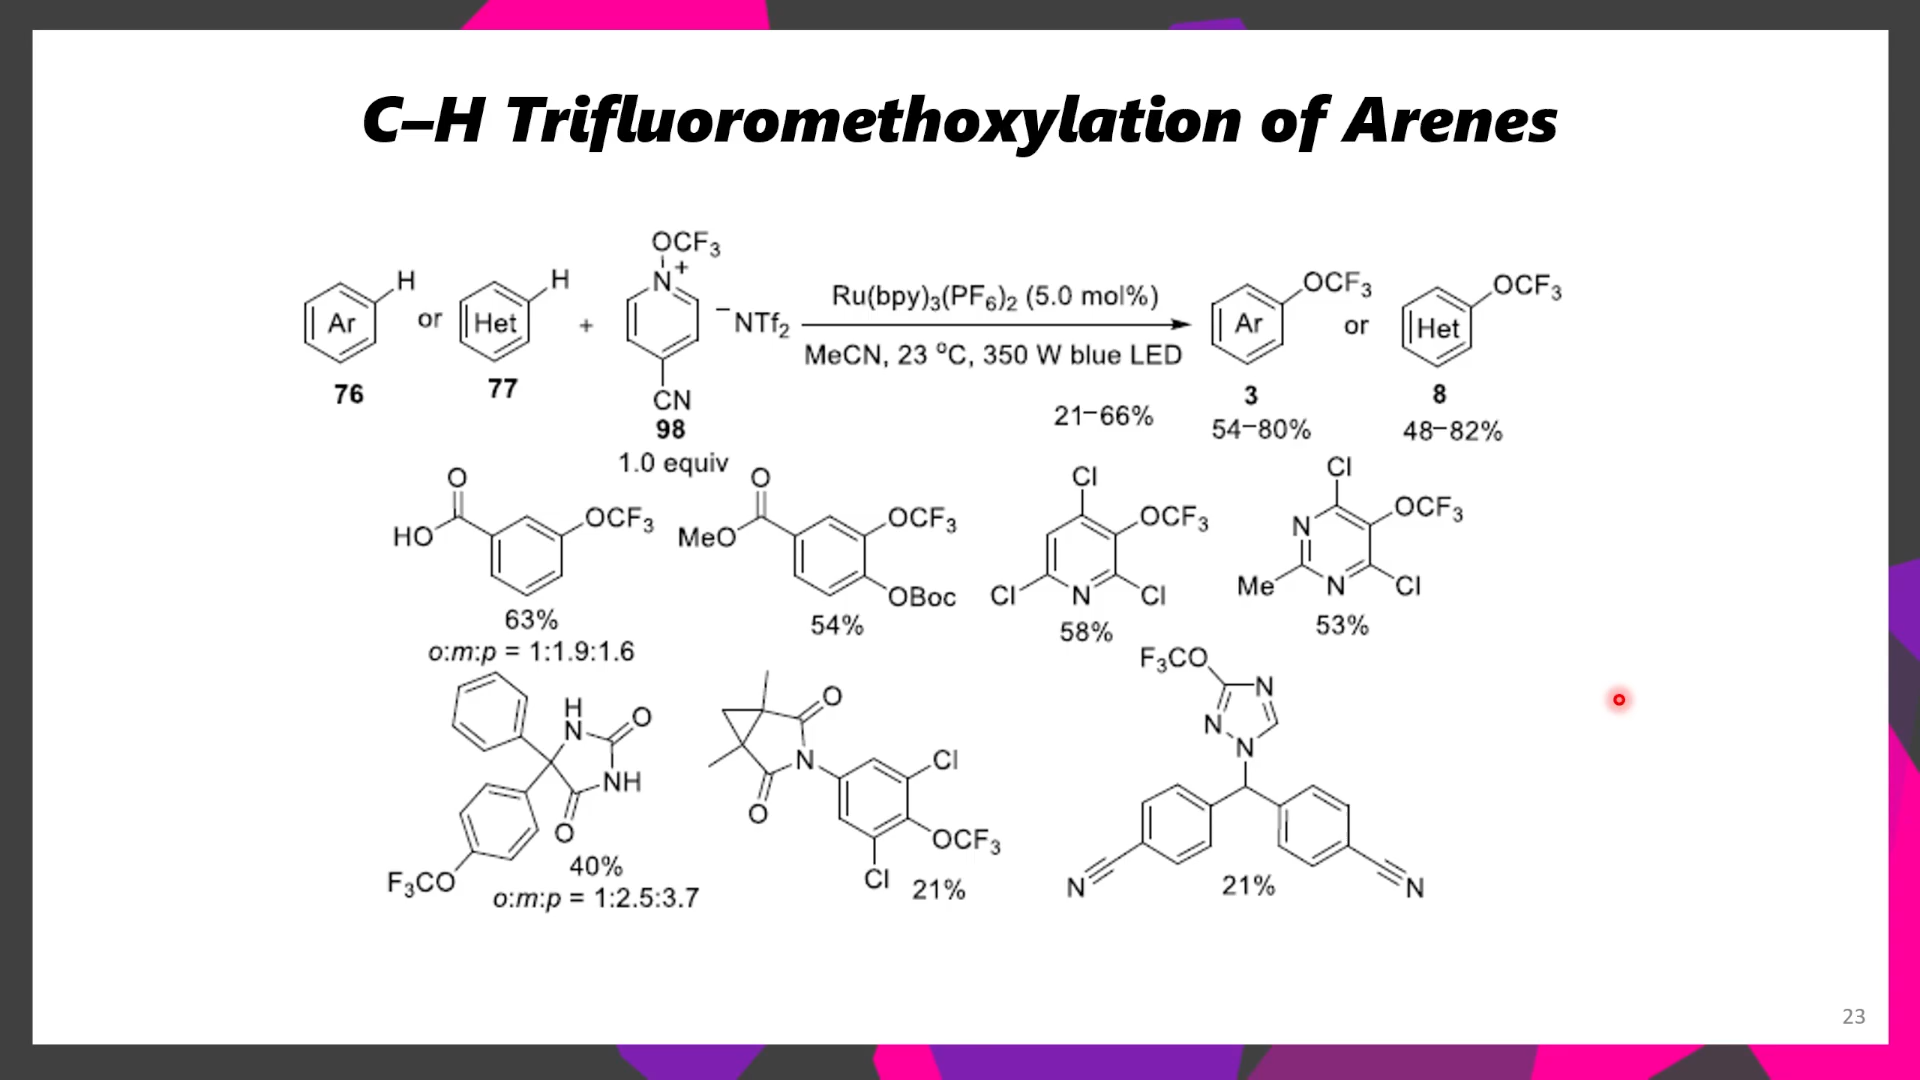 C–H Trifluoromethoxylation of Arenes
OCF3
H
H
N+
OCF3
OCF3
Ar
or
Het
+
−NTf2
Ru(bpy)3(PF6)2 (5.0 mol%)
MeCN, 23 oC, 350 W blue LED
Ar
or
Het
76
77
CN
98
1.0 equiv
21–66%
3
54–80%
8
48–82%
O
HO
OCF3
63%
o:m:p = 1:1.9:1.6
O
MeO
OCF3
OBoc
54%
Cl
OCF3
Cl
N
Cl
58%
Cl
N
OCF3
Me
N
Cl
53%
H
N
O
NH
O
F3CO
40%
o:m:p = 1:2.5:3.7
O
N
O
Cl
OCF3
Cl
21%
F3CO
N
N
N
N
N
21%
23